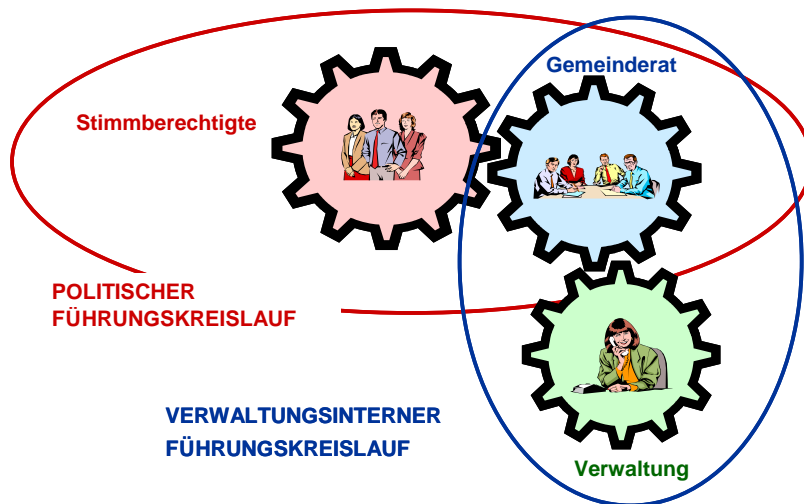 Gemeinderat
Stimmberechtigte
POLITISCHER
FÜHRUNGSKREISLAUF
VERWALTUNGSINTERNER
FÜHRUNGSKREISLAUF
Verwaltung